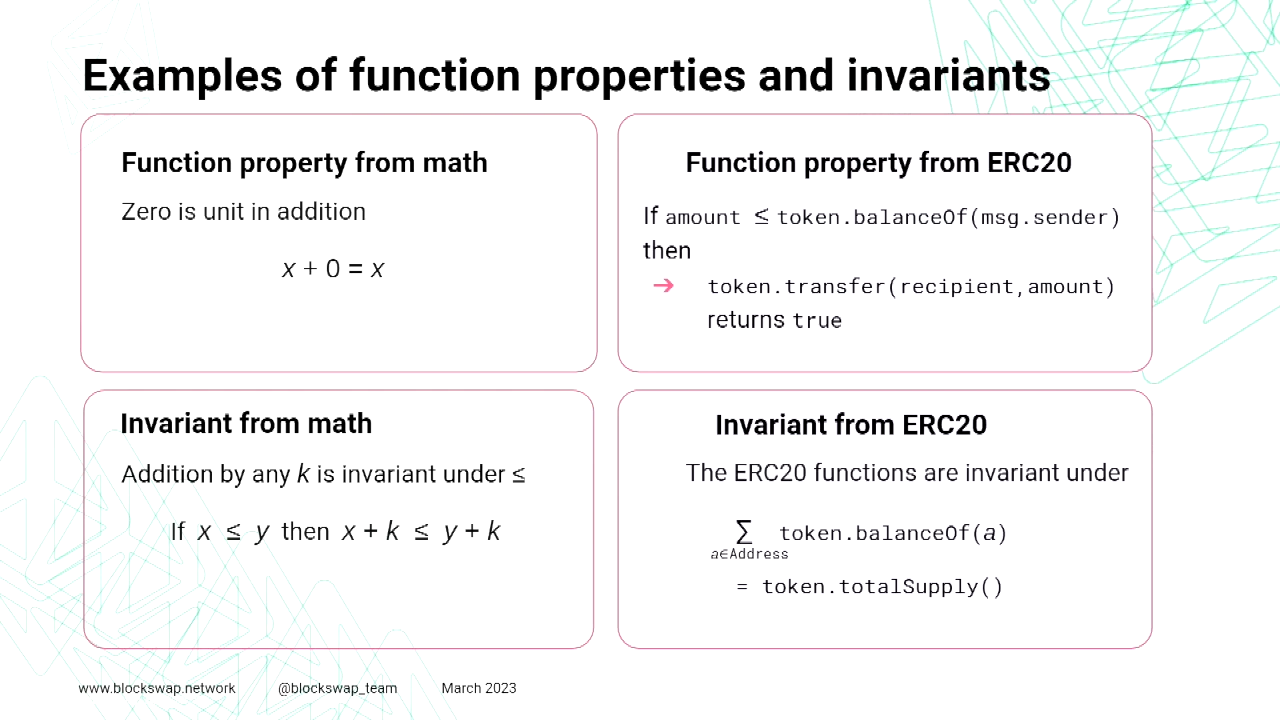 Examples of function properties and invariants
Function property from math
Zero is unit in addition
x + 0 = x
Function property from ERC20
If amount ≤ token.balanceOf(msg.sender)
then
➔ token.transfer(recipient,amount)
returns true
Invariant from math
Addition by any k is invariant under ≤
If x ≤ y then x + k ≤ y + k
Invariant from ERC20
The ERC20 functions are invariant under
∑ token.balanceOf(a)
a∈Address
= token.totalSupply()
www.blockswap.network @blockswap_team March 2023